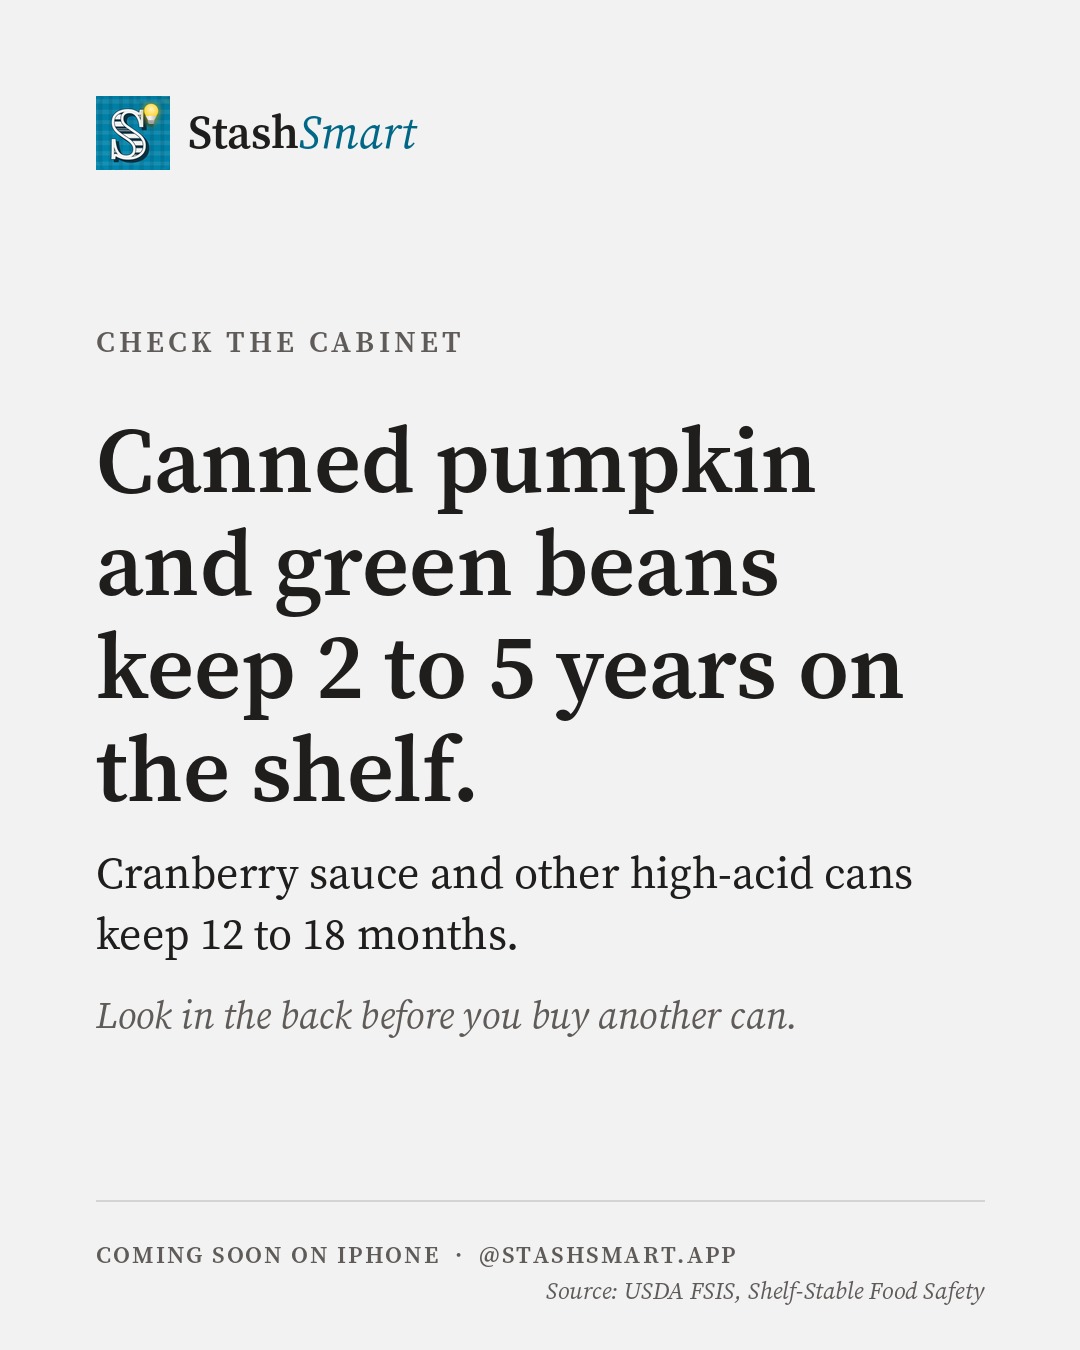 S
StashSmart
CHECK THE CABINET
Canned pumpkin
and green beans
keep 2 to 5 years on
the shelf.
Cranberry sauce and other high-acid cans
keep 12 to 18 months.
Look in the back before you buy another can.
COMING SOON ON IPHONE · @STASHSMART.APP
Source: USDA FSIS, Shelf-Stable Food Safety